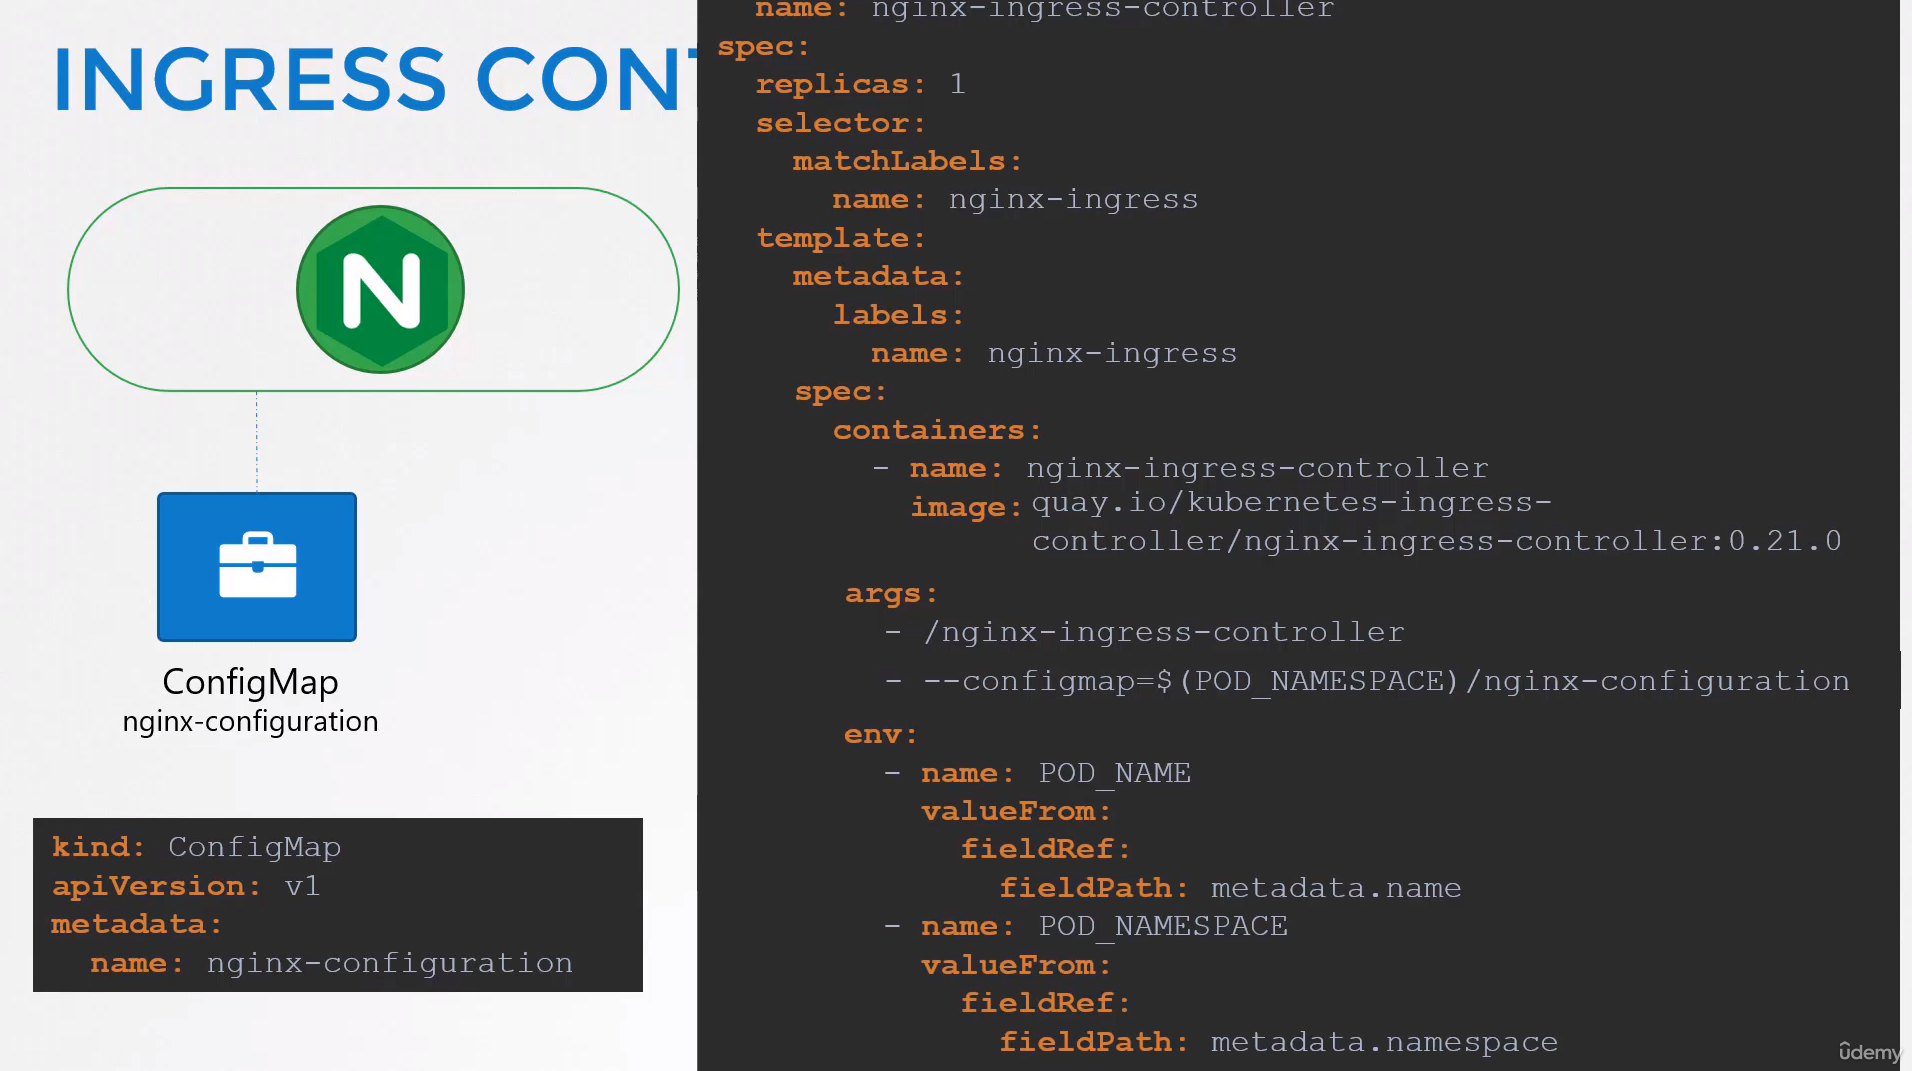 INGRESS CONT
N
ConfigMap
nginx-configuration
kind: ConfigMap
apiVersion: v1
metadata:
  name: nginx-configuration
  name: nginx-ingress-controller
spec:
  replicas: 1
  selector:
    matchLabels:
      name: nginx-ingress
  template:
    metadata:
      labels:
        name: nginx-ingress
    spec:
      containers:
        - name: nginx-ingress-controller
          image: quay.io/kubernetes-ingress-
controller/nginx-ingress-controller:0.21.0
      args:
        - /nginx-ingress-controller
        - --configmap=$(POD_NAMESPACE)/nginx-configuration
      env:
        - name: POD_NAME
          valueFrom:
            fieldRef:
              fieldPath: metadata.name
        - name: POD_NAMESPACE
          valueFrom:
            fieldRef:
              fieldPath: metadata.namespace
udemy